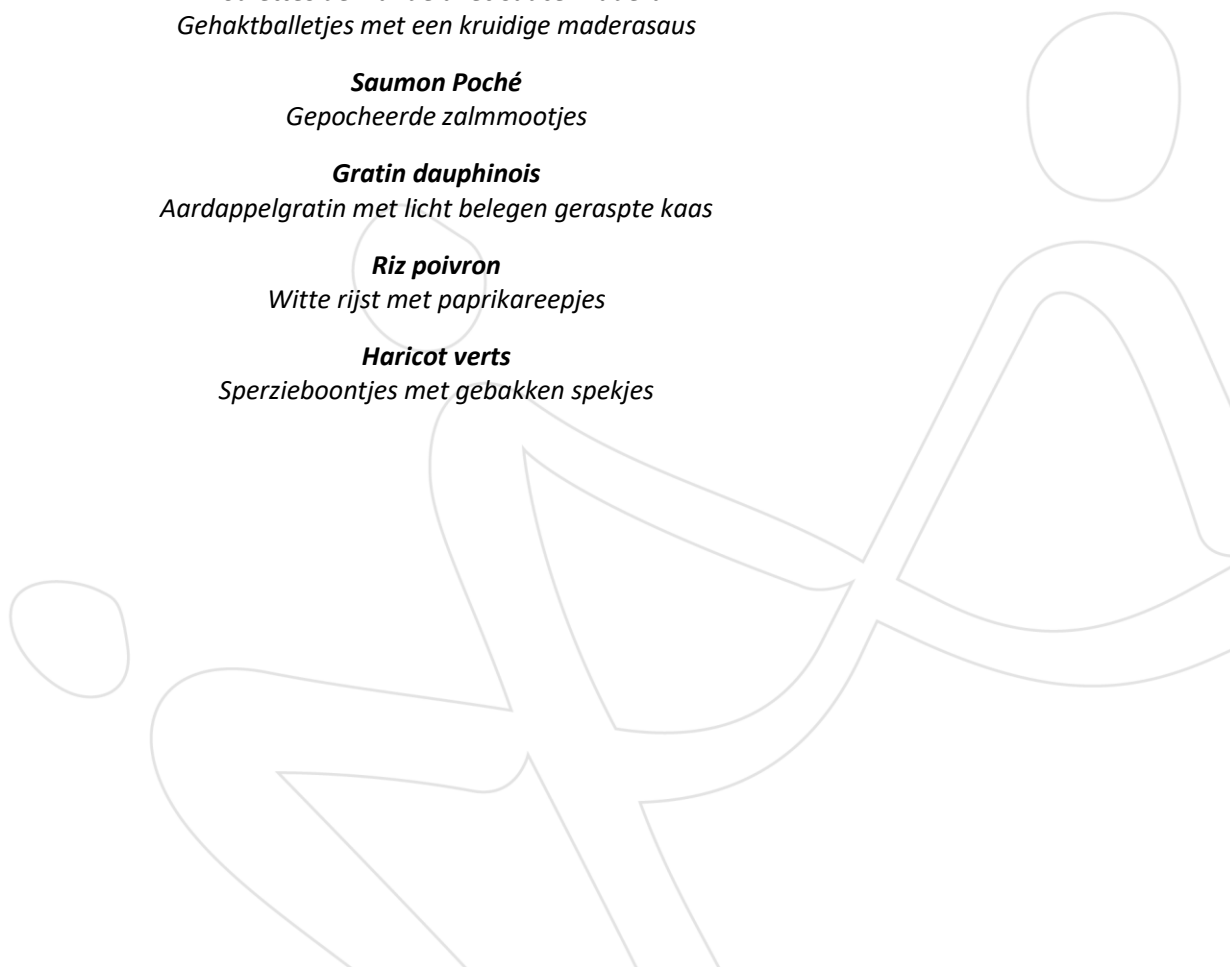 Gehaktballetjes met een kruidige maderasaus
Saumon Poché
Gepocheerde zalmmootjes
Gratin dauphinois
Aardappelgratin met licht belegen geraspte kaas
Riz poivron
Witte rijst met paprikareepjes
Haricot verts
Sperzieboontjes met gebakken spekjes